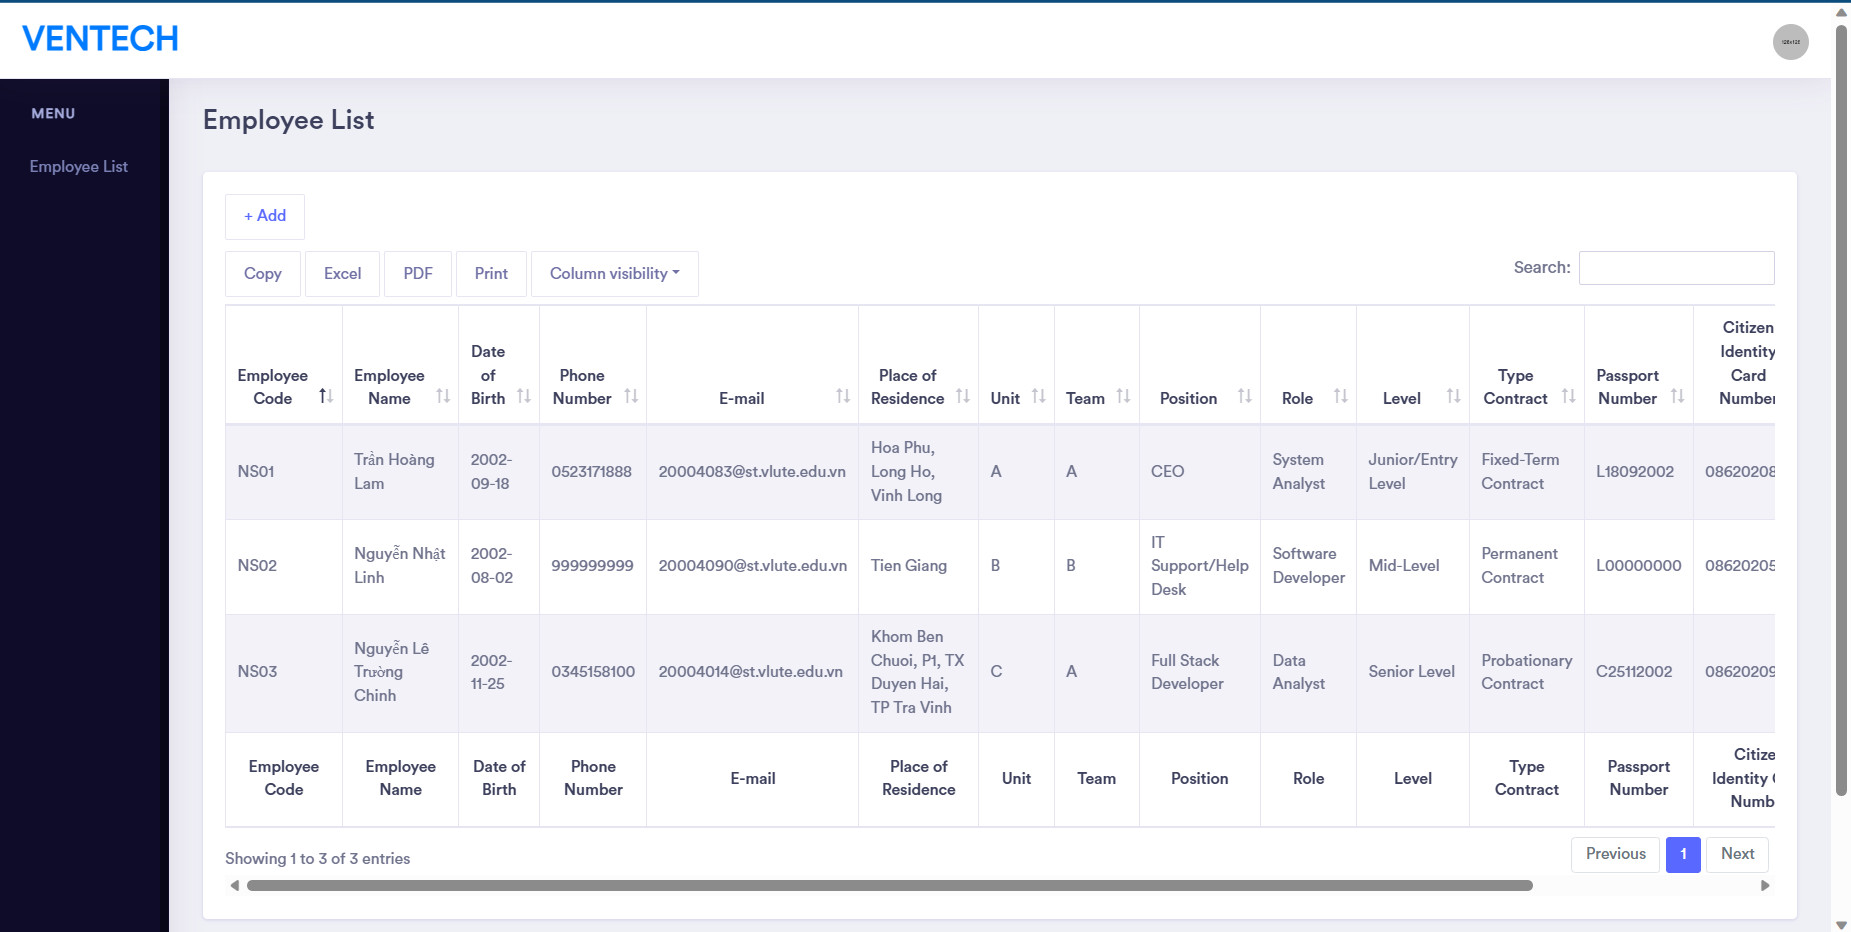 VENTECH
MENU
Employee List
Employee List
+ Add
Copy Excel PDF Print Column visibility
Search:
Employee Code Employee Name Date of Birth Phone Number E-mail Place of Residence Unit Team Position Role Level Type Contract Passport Number Citizen Identity Card Number
NS01 Trần Hoàng Lam 2002-09-18 0523171888 20004083@st.vlute.edu.vn Hoa Phu, Long Ho, Vinh Long A A CEO System Analyst Junior/Entry Level Fixed-Term Contract L18092002 08620208
NS02 Nguyễn Nhật Linh 2002-08-02 999999999 20004090@st.vlute.edu.vn Tien Giang B B IT Support/Help Desk Software Developer Mid-Level Permanent Contract L00000000 08620205
NS03 Nguyễn Lê Trường Chinh 2002-11-25 0345158100 20004014@st.vlute.edu.vn Khom Ben Chuoi, P1, TX Duyen Hai, TP Tra Vinh C A Full Stack Developer Data Analyst Senior Level Probationary Contract C25112002 08620209
Employee Code Employee Name Date of Birth Phone Number E-mail Place of Residence Unit Team Position Role Level Type Contract Passport Number Citize Identity Numb
Showing 1 to 3 of 3 entries
Previous 1 Next